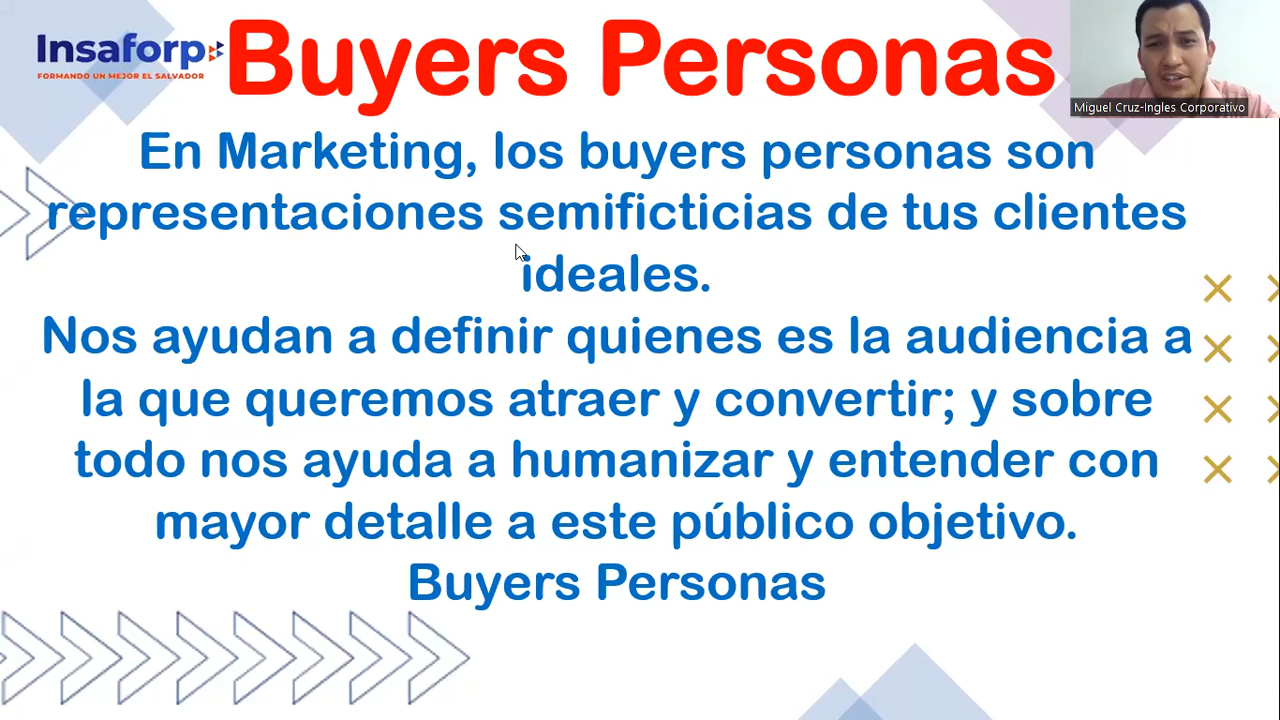 Insaforp
FORMANDO UN MEJOR EL SALVADOR
Buyers Personas
Miguel Cruz-Ingles Corporativo
En Marketing, los buyers personas son
representaciones semificticias de tus clientes
ideales.
Nos ayudan a definir quienes es la audiencia a
la que queremos atraer y convertir; y sobre
todo nos ayuda a humanizar y entender con
mayor detalle a este público objetivo.
Buyers Personas